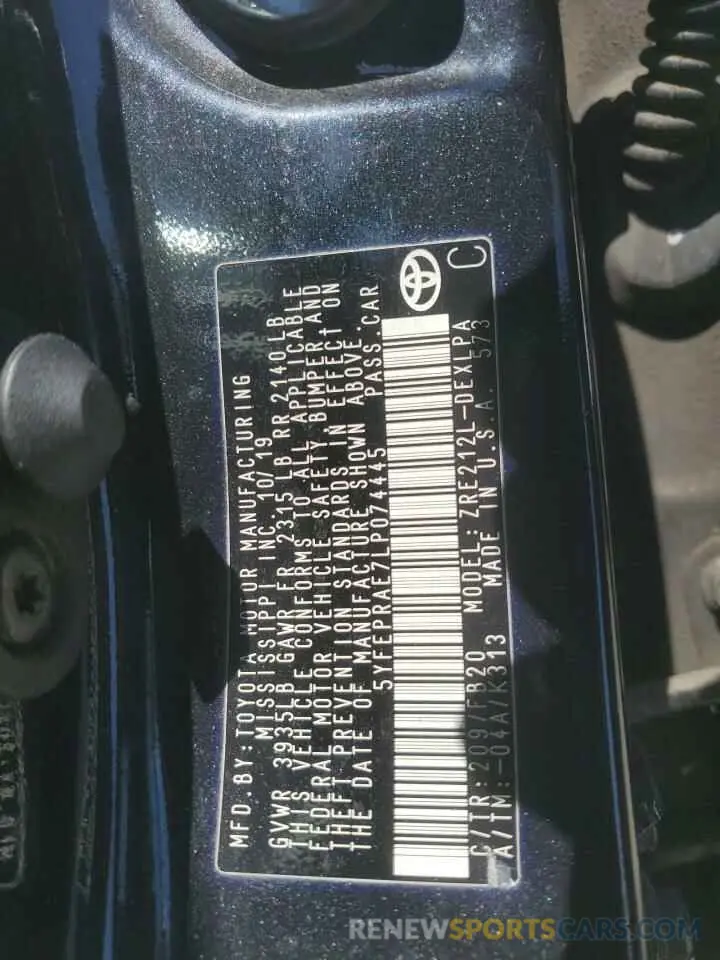 MFD. BY: TOYOTA MOTOR MANUFACTURING
MISSISSIPPI INC. 10/19
GVWR 3935LB GAWR FR 2315 LB RR 2140LB
THIS VEHICLE CONFORMS TO ALL APPLICABLE
FEDERAL MOTOR VEHICLE SAFETY, BUMPER, AND
THEFT PREVENTION STANDARDS IN EFFECT ON
THE DATE OF MANUFACTURE SHOWN ABOVE.
5YFEPRAE7LP074445 PASS. CAR
C/TR: 209/FB20 MODEL: ZRE212L-DEXLPA
A/TM: -04A/K313 MADE IN U.S.A. 573
C
RENEWSPORTSCARS.COM